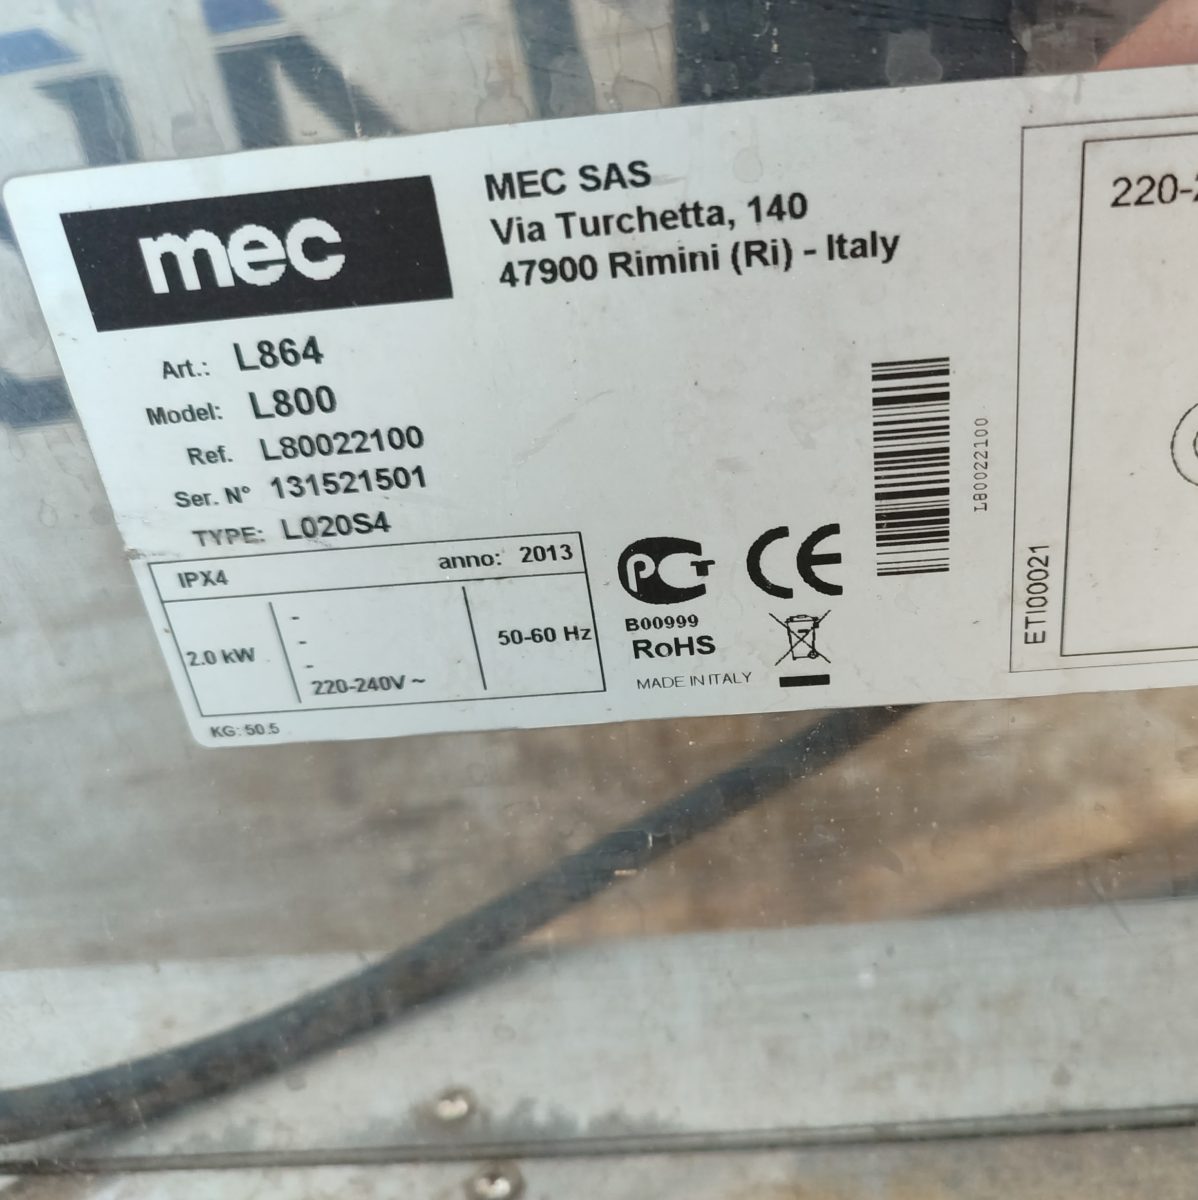 mec
MEC SAS
Via Turchetta, 140
47900 Rimini (Ri) - Italy
Art.: L864
Model: L800
Ref. L80022100
Ser. N° 131521501
TYPE: L020S4
IPX4 anno: 2013
2.0 kW
-
-
-
220-240V ~
50-60 Hz
KG: 50.5
PCT
B00999
RoHS
MADE IN ITALY
CE
L80022100
ETI00021
220-